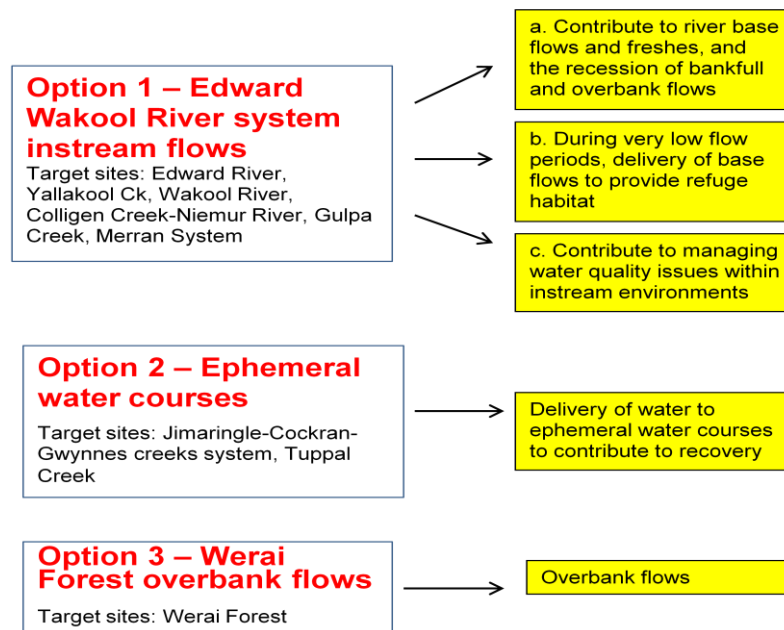 Option 1 – Edward
Wakool River system
instream flows
Target sites: Edward River,
Yallakool Ck, Wakool River,
Colligen Creek-Niemur River, Gulpa
Creek, Merran System
a. Contribute to river base
flows and freshes, and
the recession of bankfull
and overbank flows
b. During very low flow
periods, delivery of base
flows to provide refuge
habitat
c. Contribute to managing
water quality issues within
instream environments
Option 2 – Ephemeral
water courses
Target sites: Jimaringle-Cockran-
Gwynnes creeks system, Tuppal
Creek
Delivery of water to
ephemeral water courses
to contribute to recovery
Option 3 – Werai
Forest overbank flows
Target sites: Werai Forest
Overbank flows